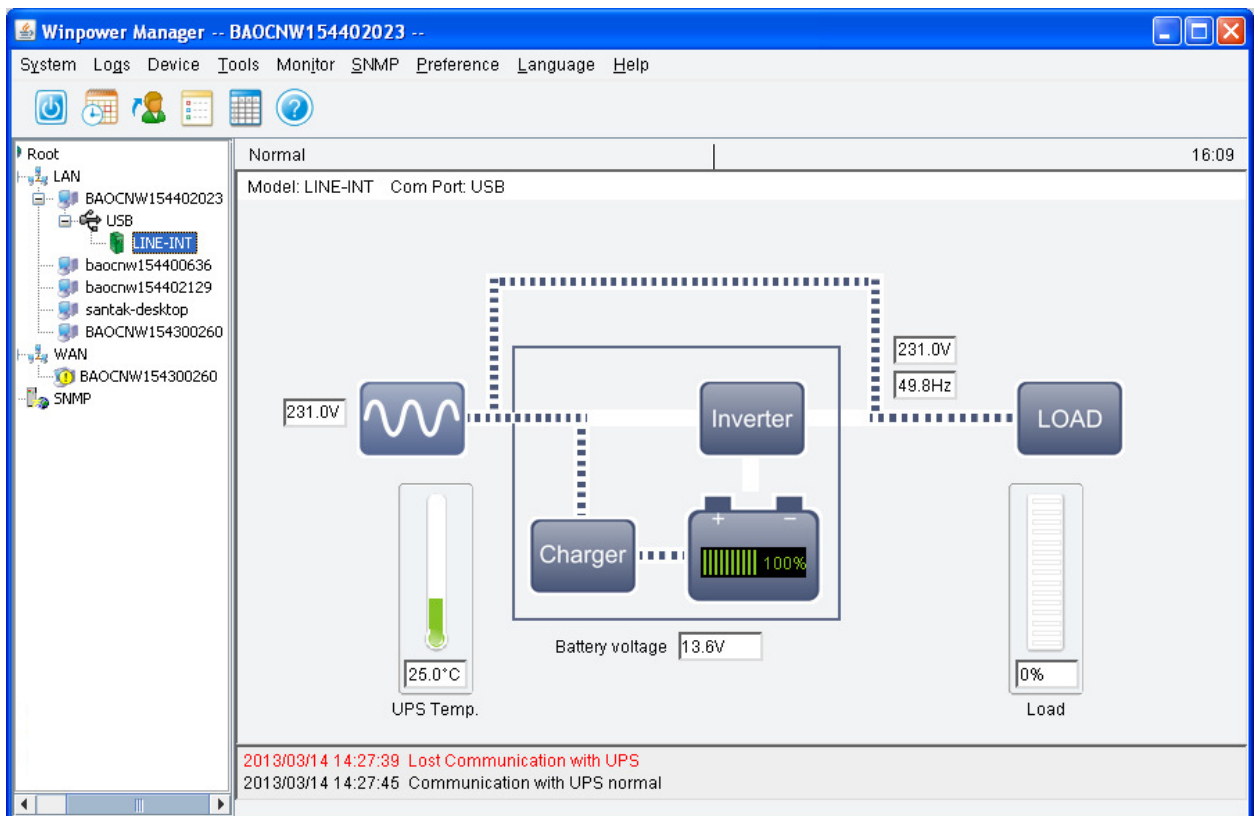 Winpower Manager -- BAOCNW154402023 --
System Logs Device Tools Monitor SNMP Preference Language Help
Root
LAN
BAOCNW154402023
USB
LINE-INT
baocnw154400636
baocnw154402129
santak-desktop
BAOCNW154300260
WAN
BAOCNW154300260
SNMP
Normal 16:09
Model: LINE-INT Com Port: USB
231.0V
49.8Hz
231.0V
Inverter
LOAD
Charger
+ −
100%
Battery voltage 13.6V
25.0°C
UPS Temp.
0%
Load
2013/03/14 14:27:39 Lost Communication with UPS
2013/03/14 14:27:45 Communication with UPS normal